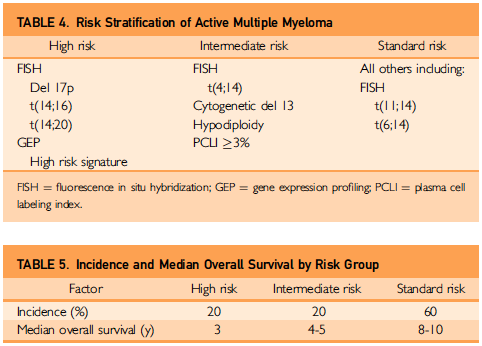 TABLE 4. Risk Stratification of Active Multiple Myeloma
High risk Intermediate risk Standard risk
FISH FISH All others including:
Del 17p t(4;14) FISH
t(14;16) Cytogenetic del 13 t(11;14)
t(14;20) Hypodiploidy t(6;14)
GEP PCLI ≥3%
High risk signature
FISH = fluorescence in situ hybridization; GEP = gene expression profiling; PCLI = plasma cell
labeling index.
TABLE 5. Incidence and Median Overall Survival by Risk Group
Factor High risk Intermediate risk Standard risk
Incidence (%) 20 20 60
Median overall survival (y) 3 4-5 8-10